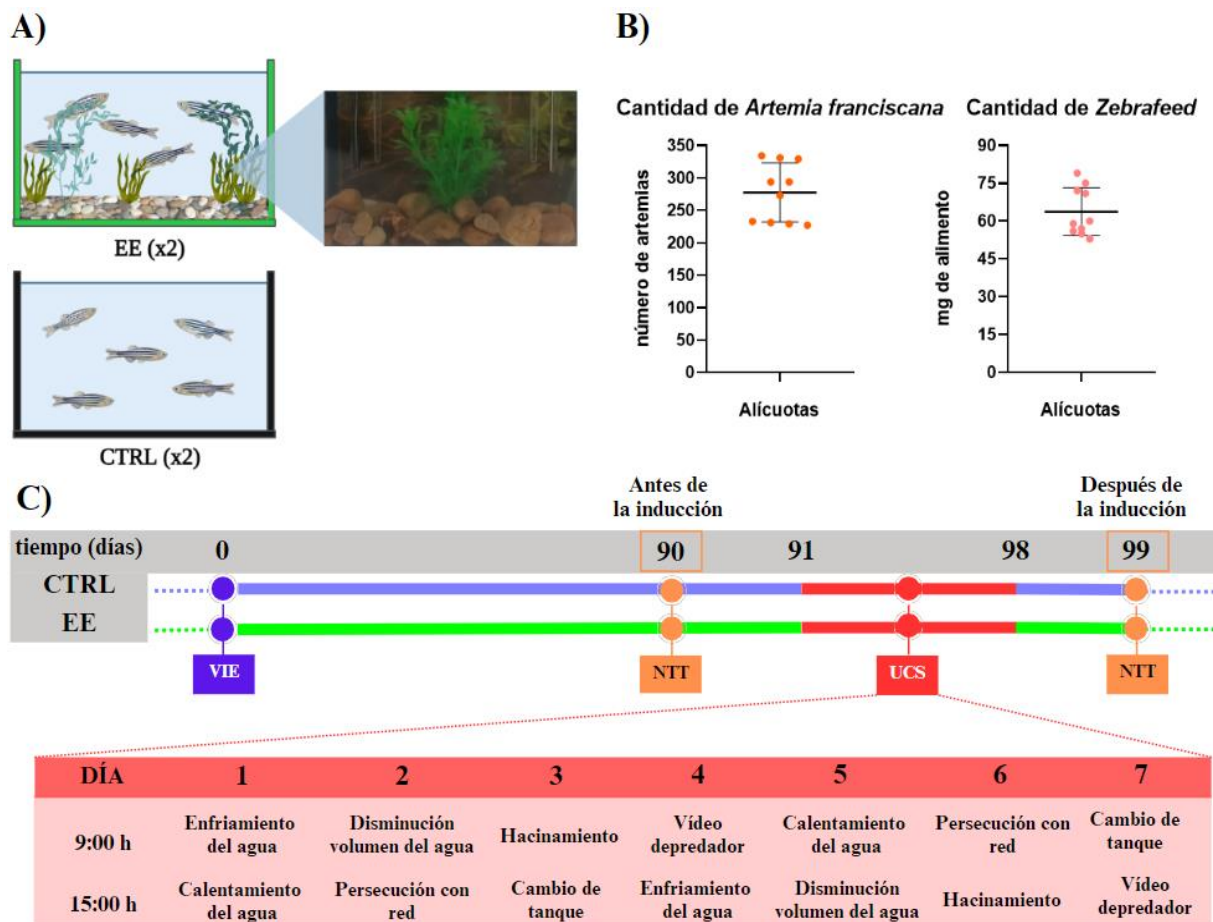 A)
EE (x2)
CTRL (x2)
B)
Cantidad de Artemia franciscana
350
300
250
200
150
100
50
0
número de artemias
Alícuotas
Cantidad de Zebrafeed
90
75
60
45
30
15
0
mg de alimento
Alícuotas
C)
Antes de
la inducción
Después de
la inducción
tiempo (días) 0 90 91 98 99
CTRL
EE
VIE NTT UCS NTT
DÍA 1 2 3 4 5 6 7
9:00 h
Enfriamiento
del agua
Disminución
volumen del agua
Hacinamiento
Vídeo
depredador
Calentamiento
del agua
Persecución con
red
Cambio de
tanque
15:00 h
Calentamiento
del agua
Persecución con
red
Cambio de
tanque
Enfriamiento
del agua
Disminución
volumen del agua
Hacinamiento
Vídeo
depredador